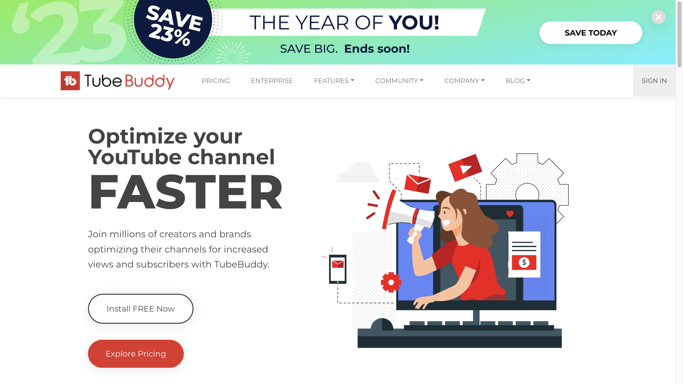 '23
SAVE
23%
THE YEAR OF YOU!
SAVE BIG. Ends soon!
SAVE TODAY
tb TubeBuddy
PRICING
ENTERPRISE
FEATURES
COMMUNITY
COMPANY
BLOG
SIGN IN
Optimize your
YouTube channel
FASTER
Join millions of creators and brands
optimizing their channels for increased
views and subscribers with TubeBuddy.
Install FREE Now
Explore Pricing
$